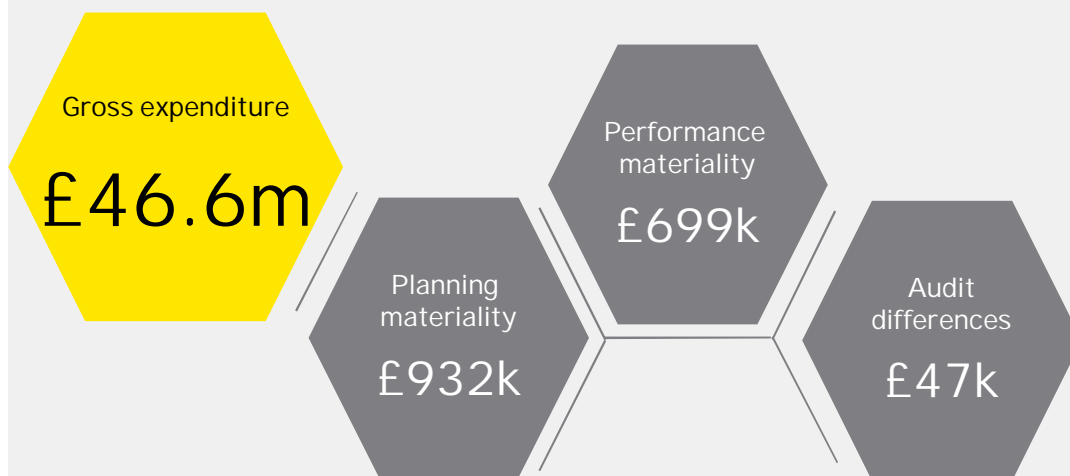 Gross expenditure
£46.6m
Planning
materiality
£932k
Performance
materiality
£699k
Audit
differences
£47k